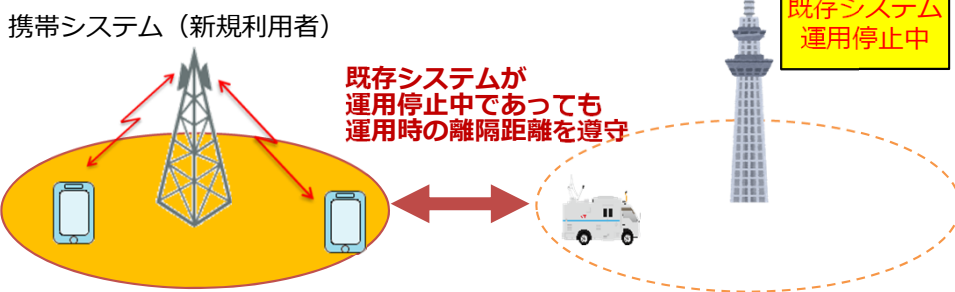 携帯システム（新規利用者）
既存システム
運用停止中
既存システムが
運用停止中であっても
運用時の離隔距離を遵守